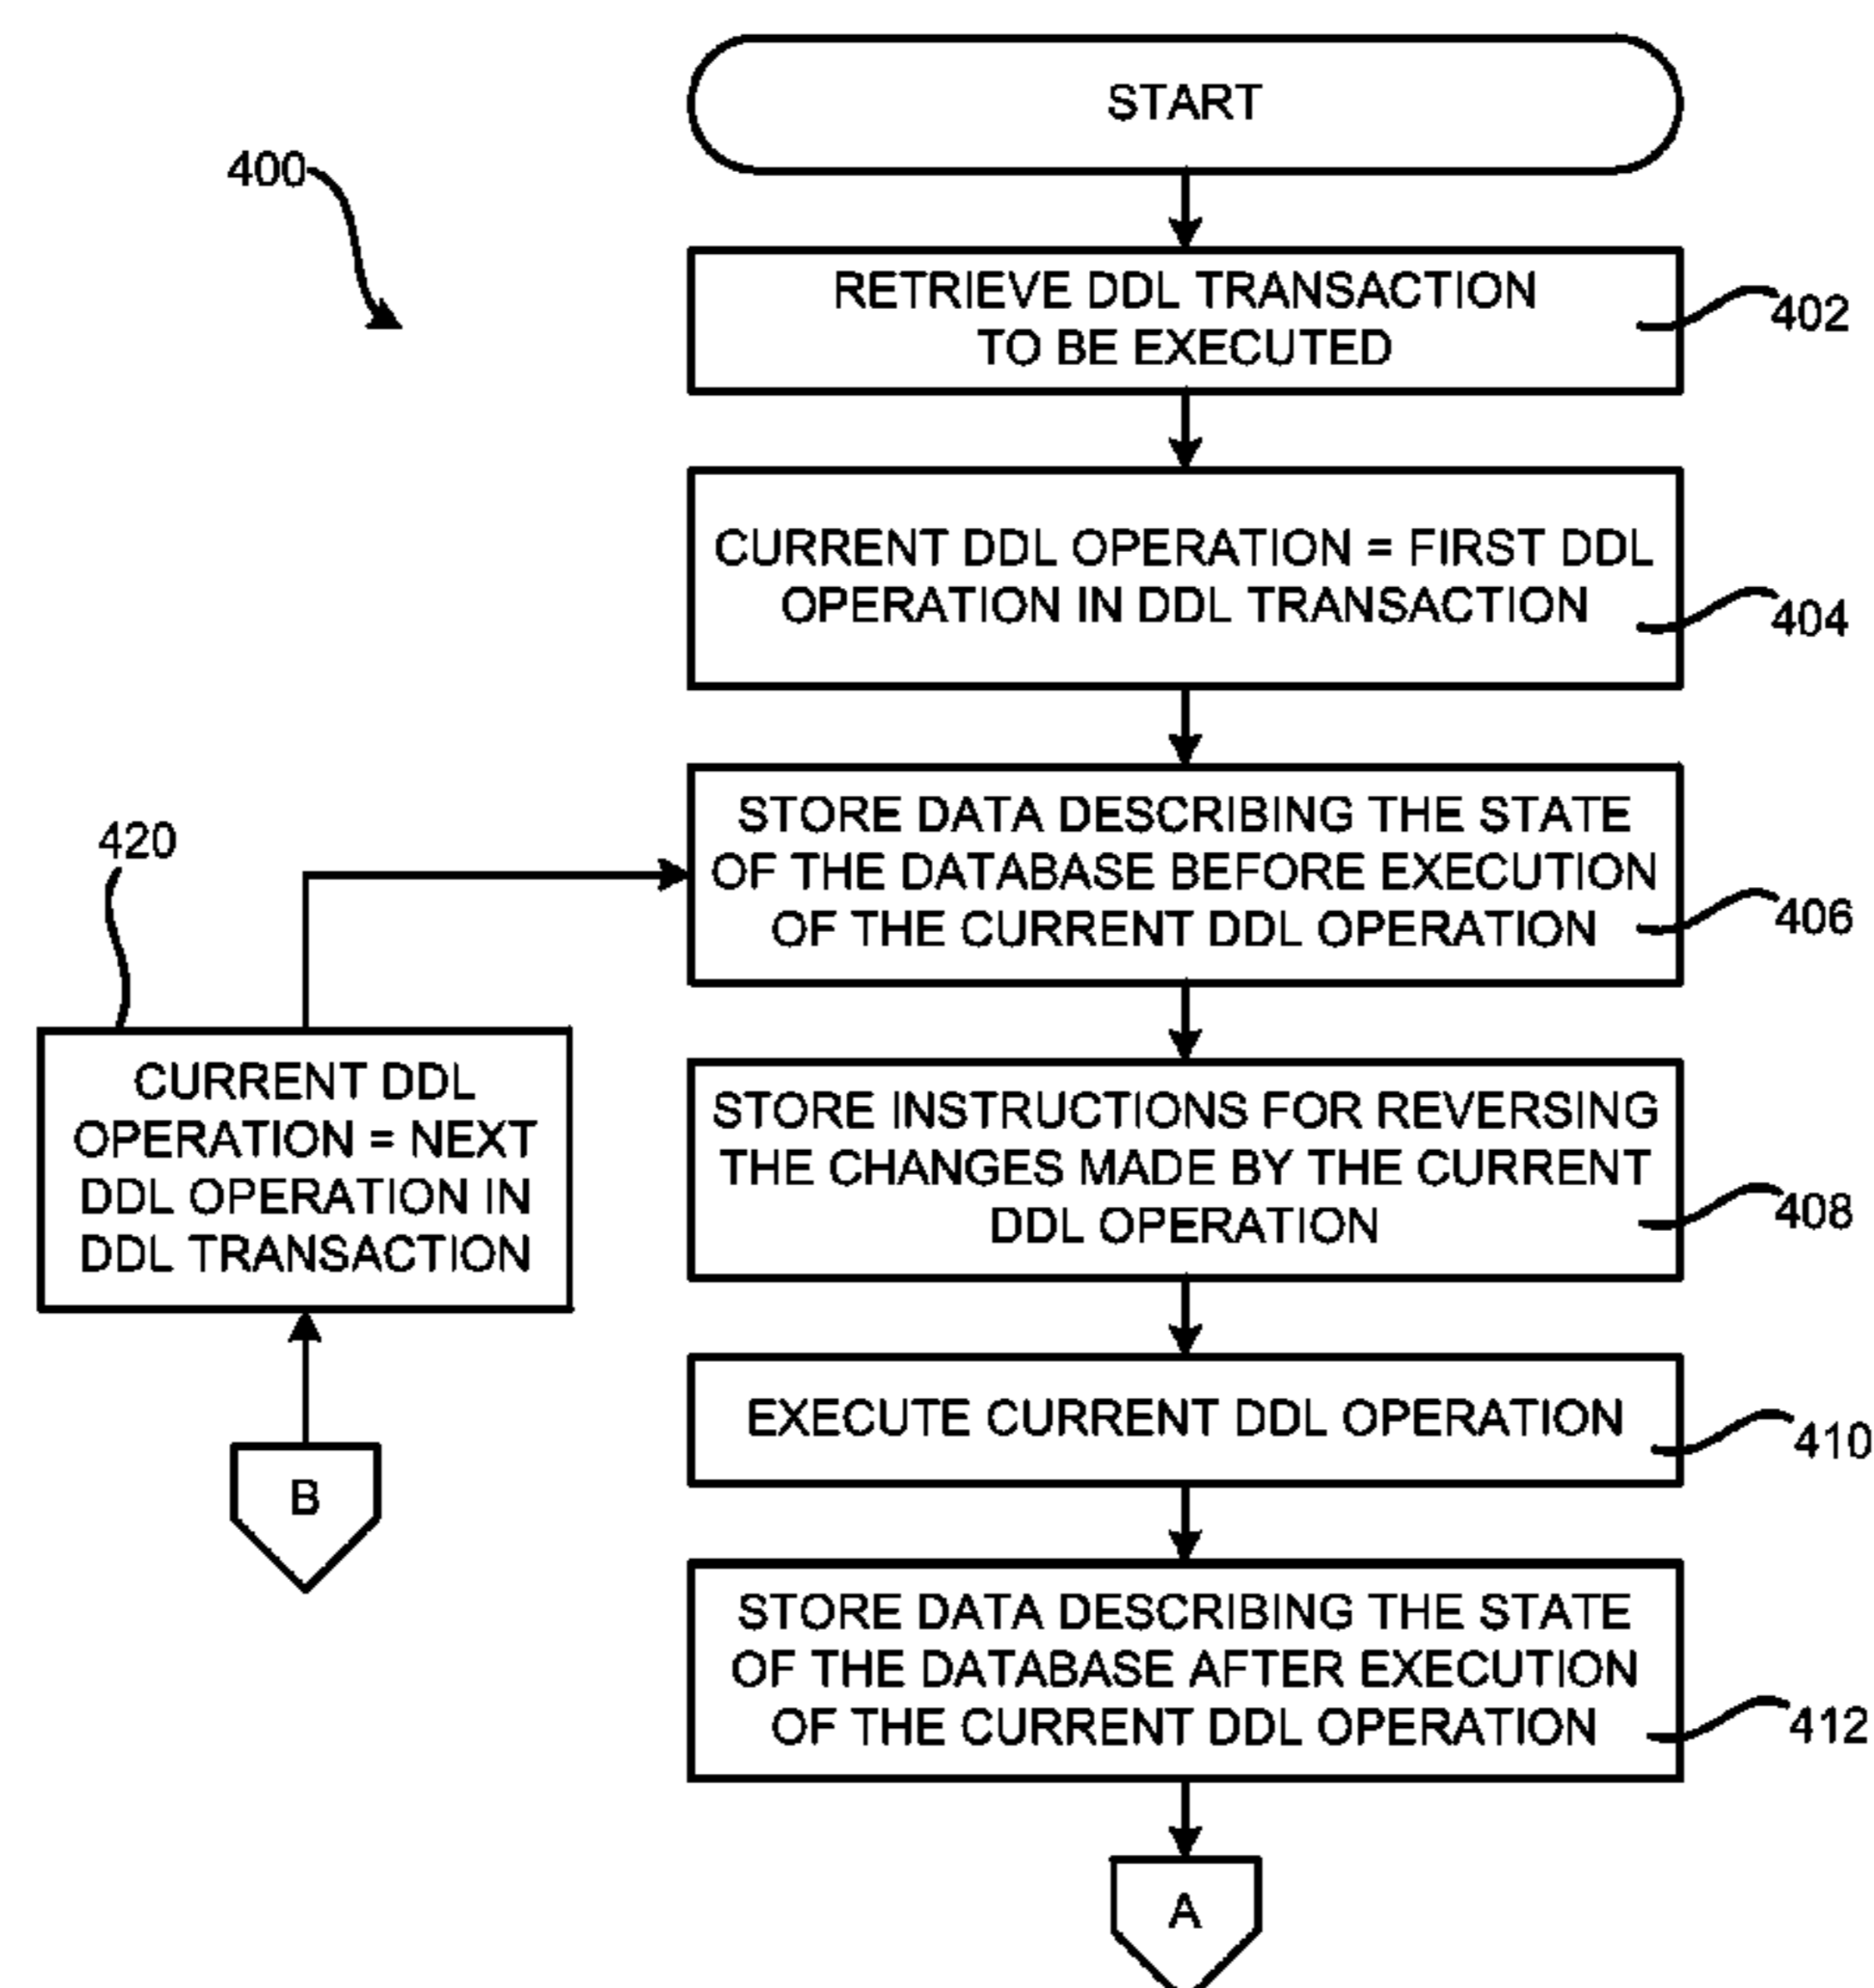 START
400
RETRIEVE DDL TRANSACTION
TO BE EXECUTED
402
CURRENT DDL OPERATION = FIRST DDL
OPERATION IN DDL TRANSACTION
404
STORE DATA DESCRIBING THE STATE
OF THE DATABASE BEFORE EXECUTION
OF THE CURRENT DDL OPERATION
406
420
CURRENT DDL
OPERATION = NEXT
DDL OPERATION IN
DDL TRANSACTION
STORE INSTRUCTIONS FOR REVERSING
THE CHANGES MADE BY THE CURRENT
DDL OPERATION
408
EXECUTE CURRENT DDL OPERATION
410
B
STORE DATA DESCRIBING THE STATE
OF THE DATABASE AFTER EXECUTION
OF THE CURRENT DDL OPERATION
412
A